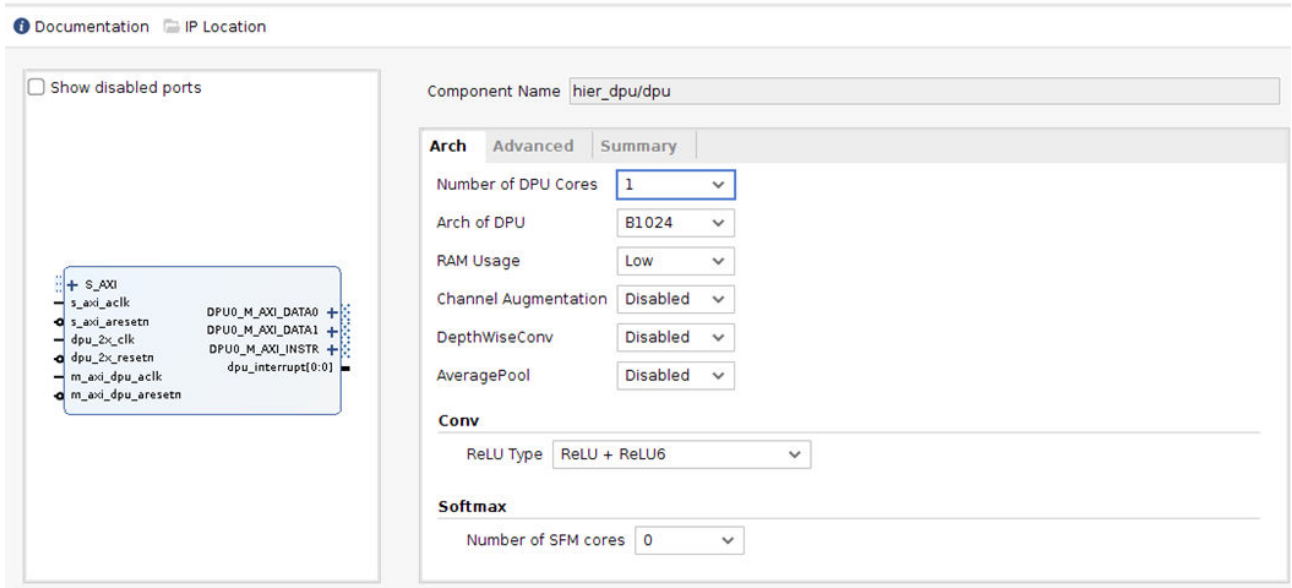 Documentation IP Location
Show disabled ports
S_AXI
s_axi_aclk
s_axi_aresetn
dpu_2x_clk
dpu_2x_resetn
m_axi_dpu_aclk
m_axi_dpu_aresetn
DPU0_M_AXI_DATA0
DPU0_M_AXI_DATA1
DPU0_M_AXI_INSTR
dpu_interrupt[0:0]
Component Name hier_dpu/dpu
Arch Advanced Summary
Number of DPU Cores 1
Arch of DPU B1024
RAM Usage Low
Channel Augmentation Disabled
DepthWiseConv Disabled
AveragePool Disabled
Conv
ReLU Type ReLU + ReLU6
Softmax
Number of SFM cores 0